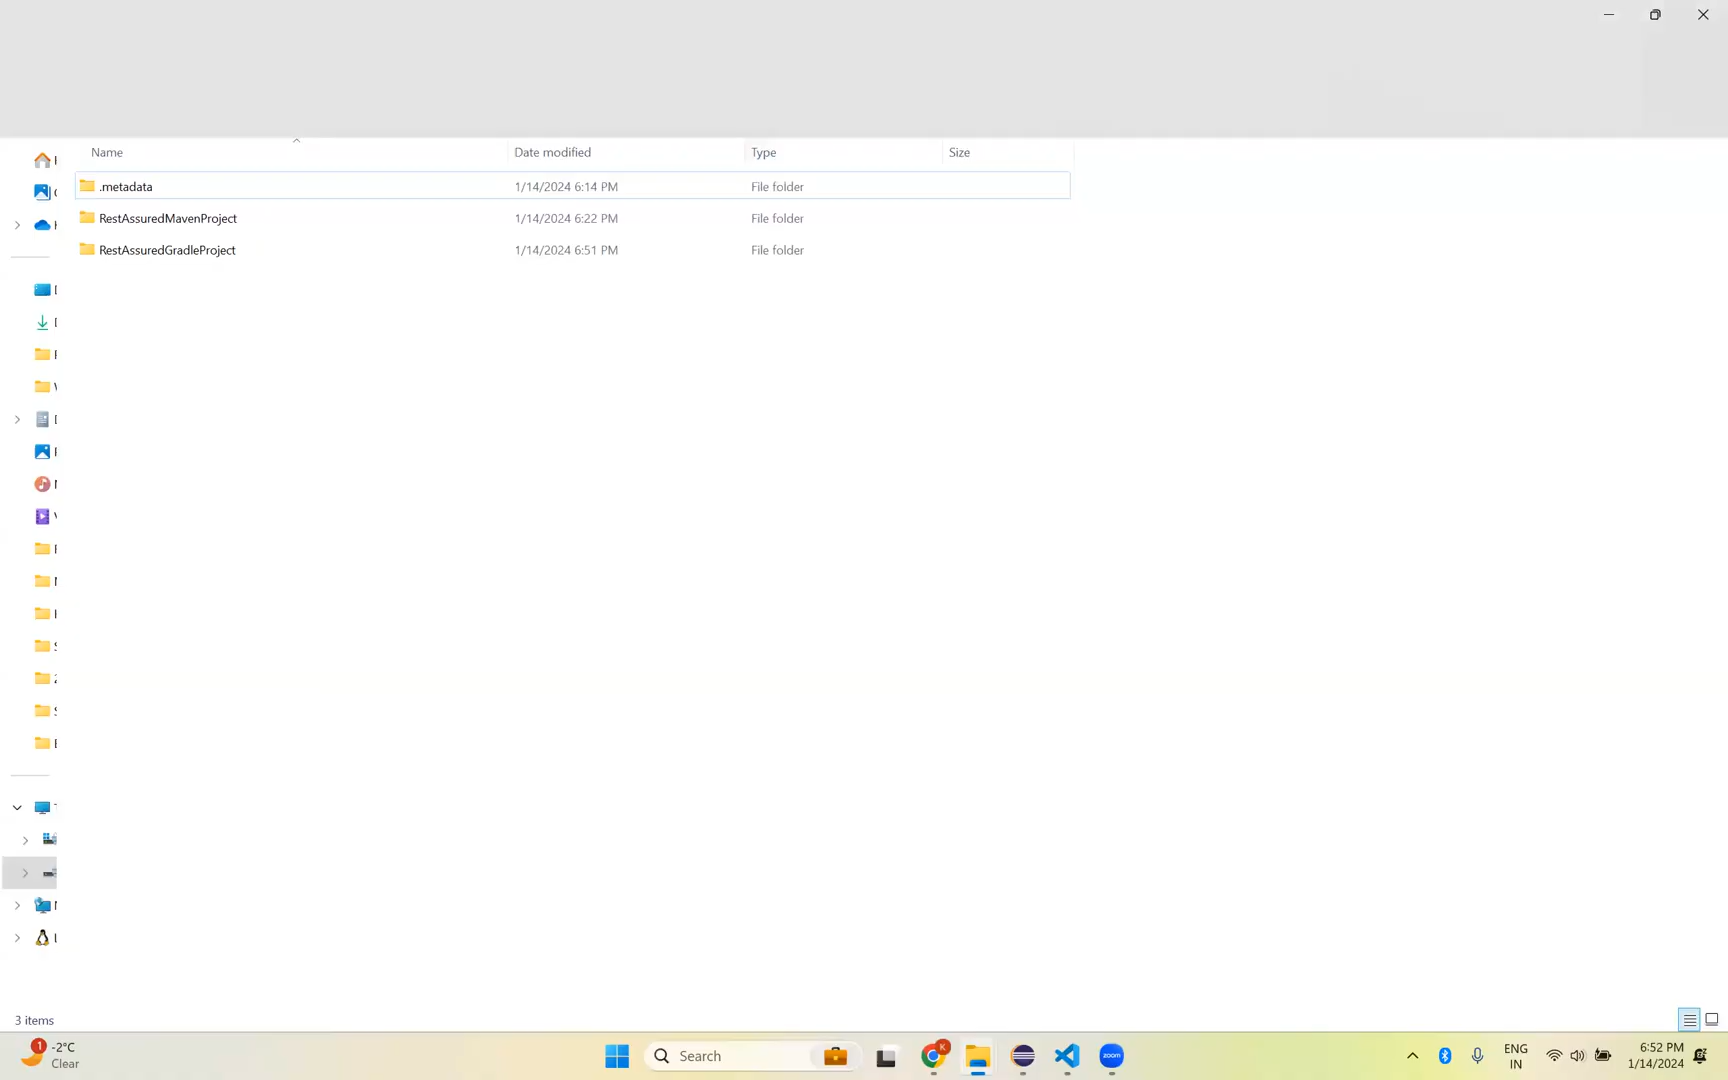 Name Date modified Type Size
.metadata 1/14/2024 6:14 PM File folder
RestAssuredMavenProject 1/14/2024 6:22 PM File folder
RestAssuredGradleProject 1/14/2024 6:51 PM File folder
3 items
1 -2°C
Clear
Search
K
zoom
ENG
IN
6:52 PM
1/14/2024